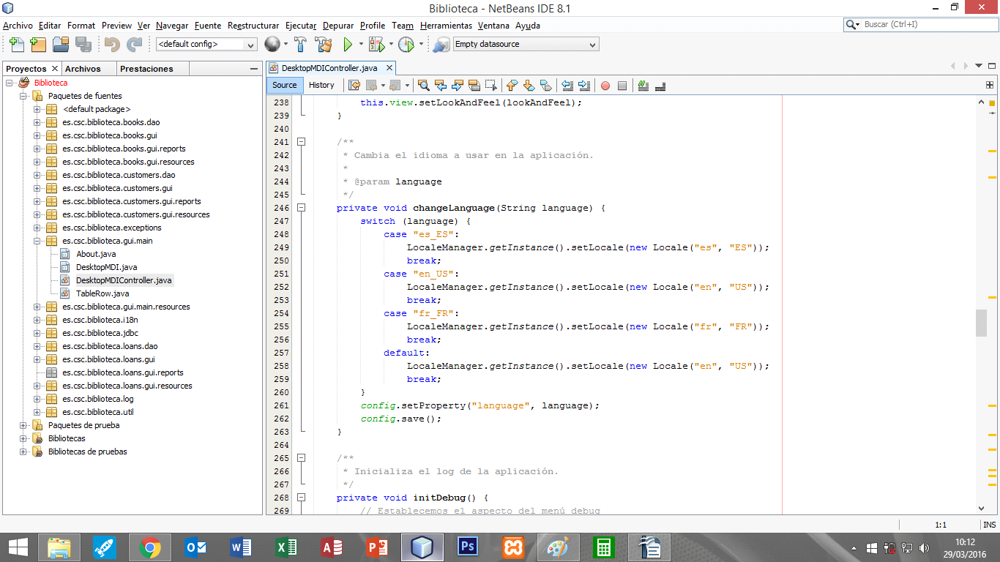 Biblioteca - NetBeans IDE 8.1
Archivo Editar Format Preview Ver Navegar Fuente Reestructurar Ejecutar Depurar Profile Team Herramientas Ventana Ayuda
Buscar (Ctrl+I)
<default config>
Empty datasource
Proyectos Archivos Prestaciones
Biblioteca
Paquetes de fuentes
<default package>
es.csc.biblioteca.books.dao
es.csc.biblioteca.books.gui
es.csc.biblioteca.books.gui.reports
es.csc.biblioteca.books.gui.resources
es.csc.biblioteca.customers.dao
es.csc.biblioteca.customers.gui
es.csc.biblioteca.customers.gui.reports
es.csc.biblioteca.customers.gui.resources
es.csc.biblioteca.exceptions
es.csc.biblioteca.gui.main
About.java
DesktopMDI.java
DesktopMDIController.java
TableRow.java
es.csc.biblioteca.gui.main.resources
es.csc.biblioteca.i18n
es.csc.biblioteca.jdbc
es.csc.biblioteca.loans.dao
es.csc.biblioteca.loans.gui
es.csc.biblioteca.loans.gui.reports
es.csc.biblioteca.loans.gui.resources
es.csc.biblioteca.log
es.csc.biblioteca.util
Paquetes de prueba
Bibliotecas
Bibliotecas de pruebas
DesktopMDIController.java
Source History
238 this.view.setLookAndFeel(lookAndFeel);
239 }
240
241 /**
242 * Cambia el idioma a usar en la aplicación.
243 *
244 * @param language
245 */
246 private void changeLanguage(String language) {
247 switch (language) {
248 case "es_ES":
249 LocaleManager.getInstance().setLocale(new Locale("es", "ES"));
250 break;
251 case "en_US":
252 LocaleManager.getInstance().setLocale(new Locale("en", "US"));
253 break;
254 case "fr_FR":
255 LocaleManager.getInstance().setLocale(new Locale("fr", "FR"));
256 break;
257 default:
258 LocaleManager.getInstance().setLocale(new Locale("en", "US"));
259 break;
260 }
261 config.setProperty("language", language);
262 config.save();
263 }
264
265 /**
266 * Inicializa el log de la aplicación.
267 */
268 private void initDebug() {
269 // Establecemos el aspecto del menú debug
1:1 INS
Ps
10:12
29/03/2016